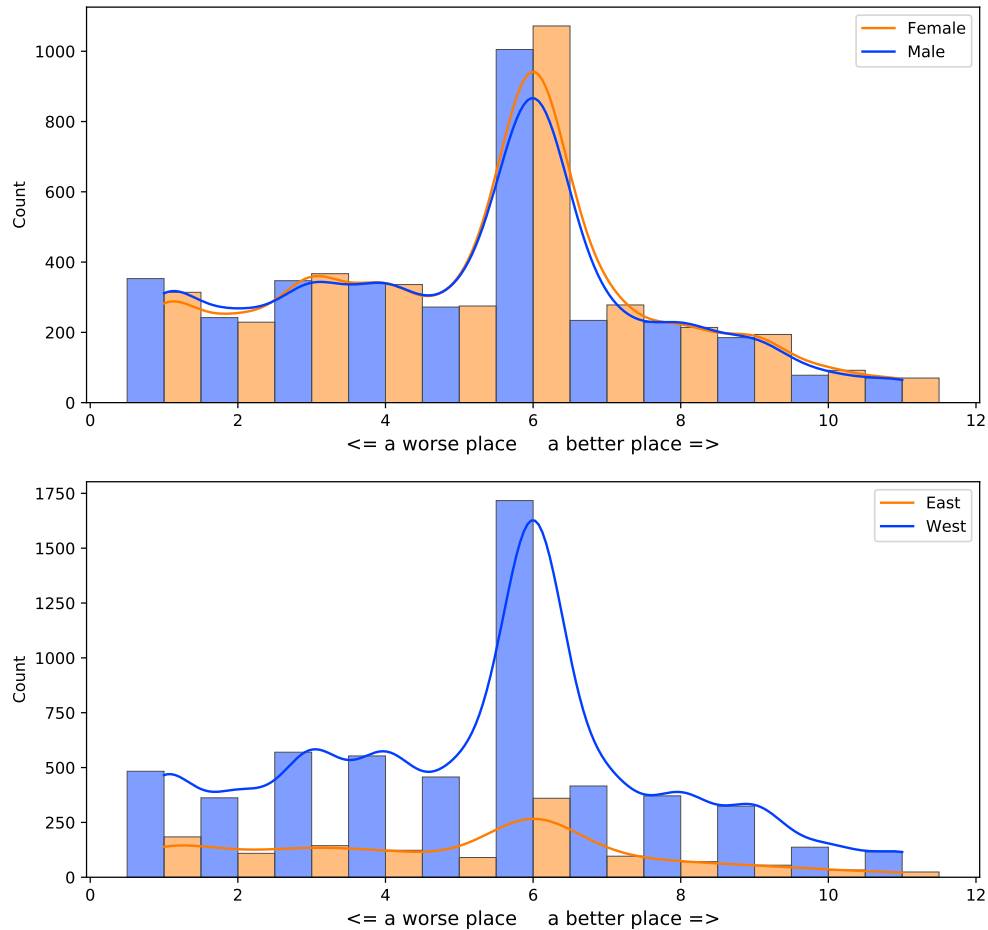 Female
Male
1000
800
600
400
200
0
Count
0 2 4 6 8 10 12
<= a worse place     a better place =>
East
West
1750
1500
1250
1000
750
500
250
0
Count
0 2 4 6 8 10 12
<= a worse place     a better place =>